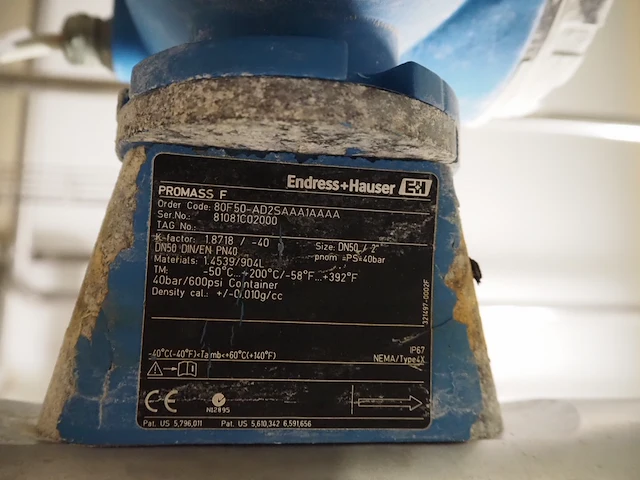 Endress+Hauser E+H
PROMASS F
Order Code: 80F50-AD2SAAA1AAAA
Ser.No.: 81081C02000
TAG No.:
K-factor: 1.8718 / -40
Size: DN50 / 2"
DN50 DIN/EN PN40
pnom =PS=40bar
Materials: 1.4539/904L
TM: -50°C...+200°C/-58°F...+392°F
40bar/600psi Container
Density cal.: +/-0.010g/cc
321497-0002F
-40°C(-40°F)<Tamb<+60°C(+140°F)
IP67
NEMA/Type4X
CE
N12895
Pat. US 5,796,011 Pat. US 5,610,342 6,591,656